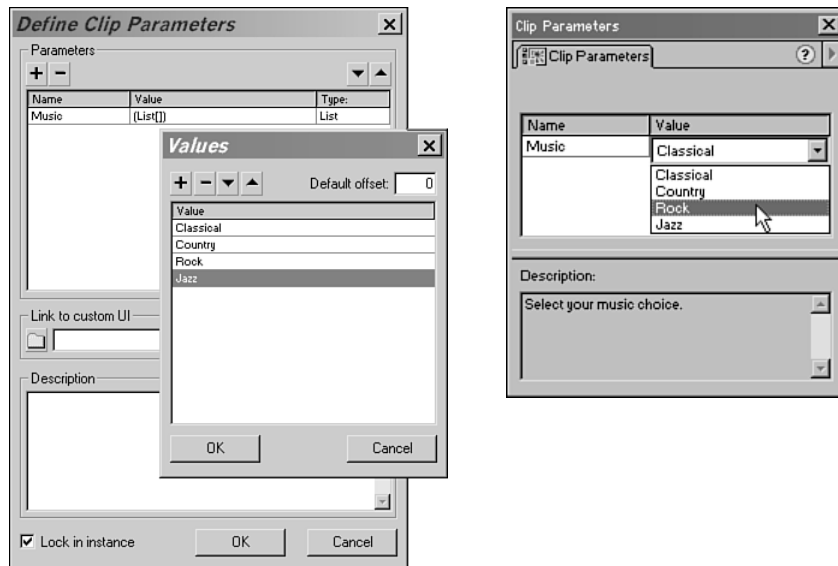 Define Clip Parameters
Parameters
Name Value Type:
Music (List[]) List
Link to custom UI
Description
Lock in instance OK Cancel
Values
Default offset: 0
Value
Classical
Country
Rock
Jazz
OK Cancel
Clip Parameters
Clip Parameters ?
Name Value
Music Classical
Classical
Country
Rock
Jazz
Description:
Select your music choice.